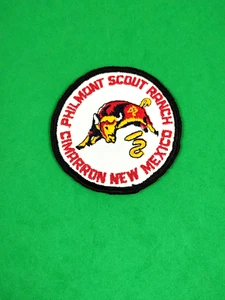 PHILMONT SCOUT RANCH
CIMARRON NEW MEXICO